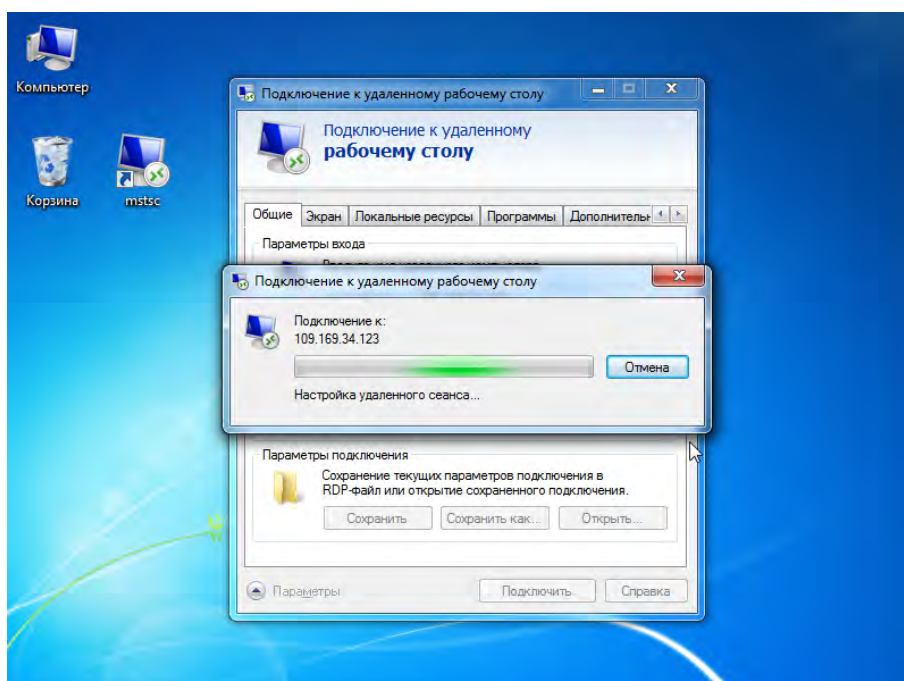 Компьютер
Корзина
mstsc
Подключение к удаленному рабочему столу
Подключение к удаленному
рабочему столу
Общие
Экран
Локальные ресурсы
Программы
Параметры входа
Подключение к удаленному рабочему столу
Подключение к:
109.169.34.123
Отмена
Настройка удаленного сеанса...
Параметры подключения
Сохранение текущих параметров подключения в
RDP-файл или открытие сохраненного подключения.
Сохранить
Сохранить как...
Открыть...
Параметры
Подключить
Справка